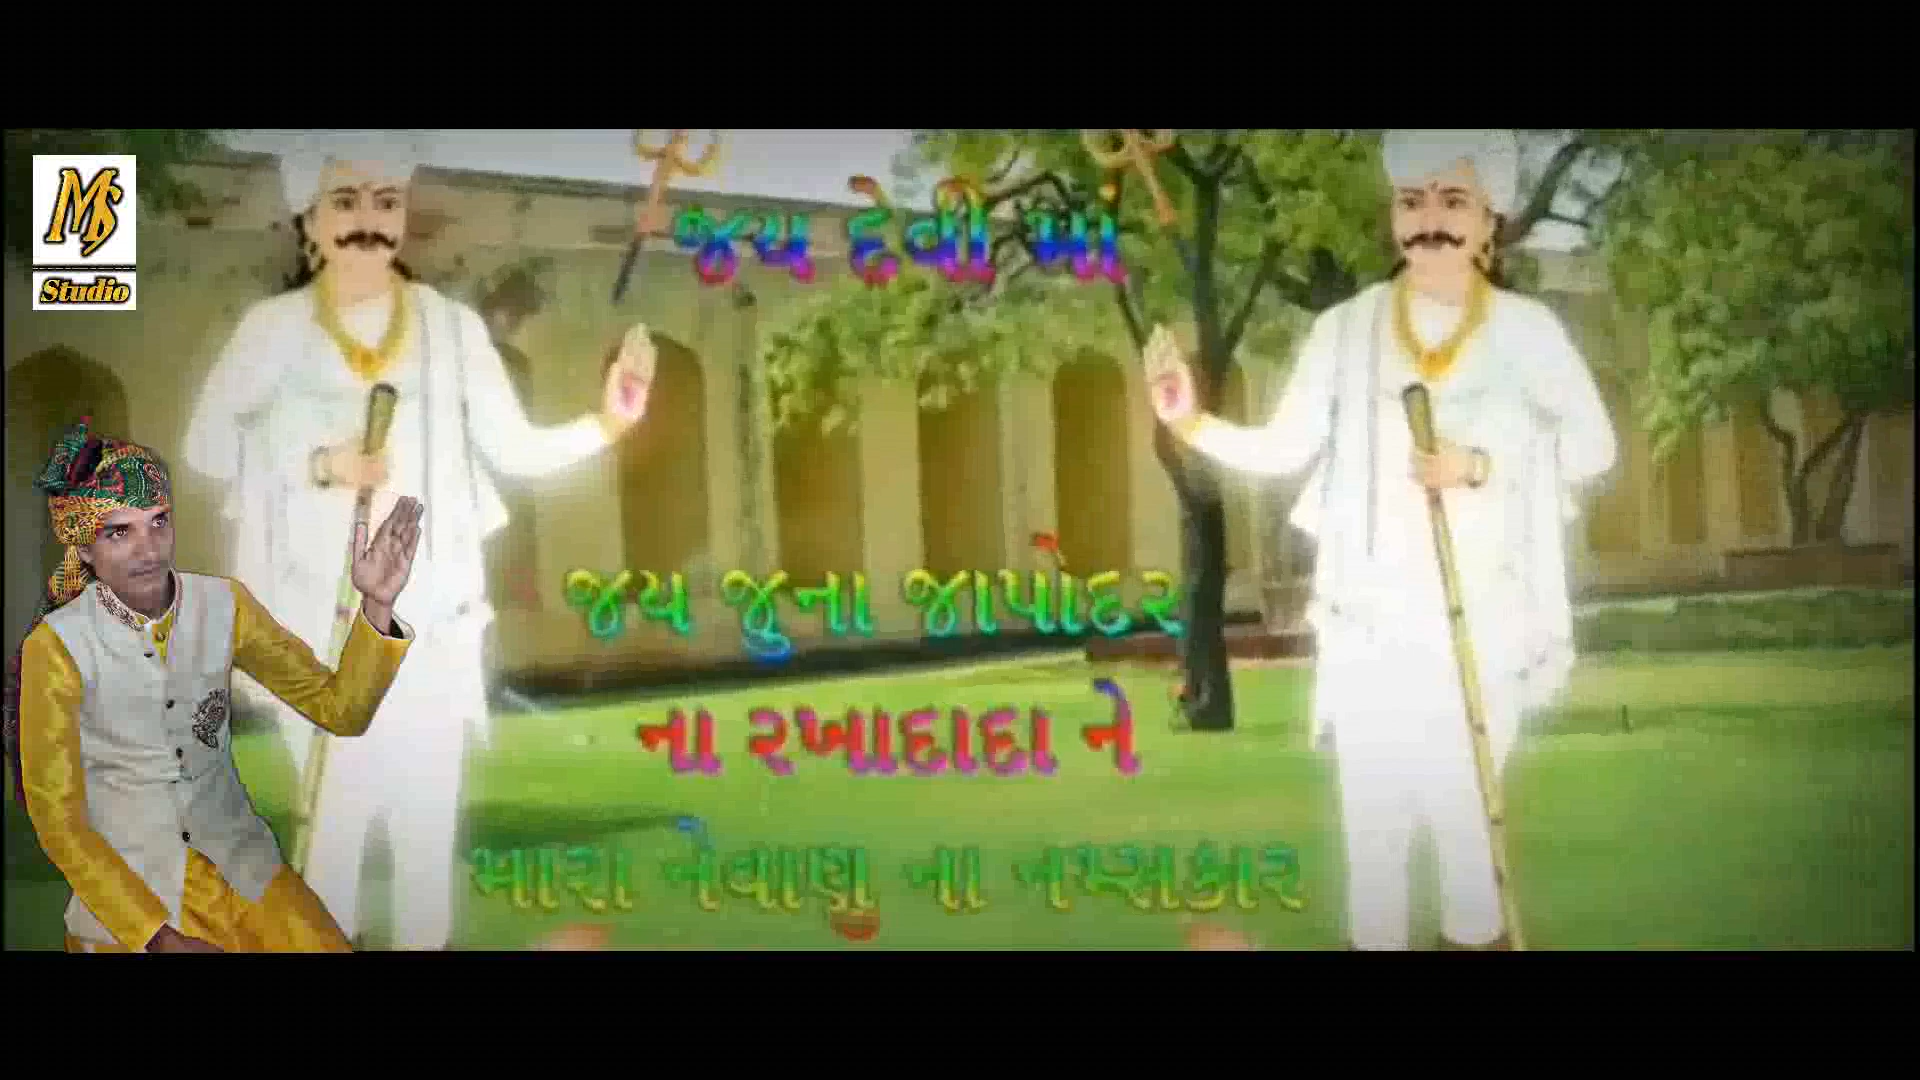 MS
Studio
જય દેવી માં
જય જુના જાપોદર
ના રખાદાદા ને
મારા નેવાણુ ના નમસ્કાર